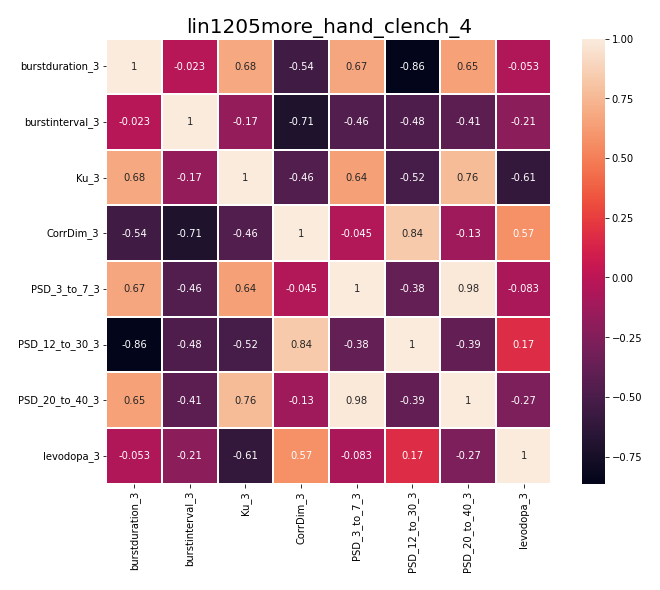 lin1205more_hand_clench_4
burstduration_3 1 -0.023 0.68 -0.54 0.67 -0.86 0.65 -0.053
burstinterval_3 -0.023 1 -0.17 -0.71 -0.46 -0.48 -0.41 -0.21
Ku_3 0.68 -0.17 1 -0.46 0.64 -0.52 0.76 -0.61
CorrDim_3 -0.54 -0.71 -0.46 1 -0.045 0.84 -0.13 0.57
PSD_3_to_7_3 0.67 -0.46 0.64 -0.045 1 -0.38 0.98 -0.083
PSD_12_to_30_3 -0.86 -0.48 -0.52 0.84 -0.38 1 -0.39 0.17
PSD_20_to_40_3 0.65 -0.41 0.76 -0.13 0.98 -0.39 1 -0.27
levodopa_3 -0.053 -0.21 -0.61 0.57 -0.083 0.17 -0.27 1
burstduration_3
burstinterval_3
Ku_3
CorrDim_3
PSD_3_to_7_3
PSD_12_to_30_3
PSD_20_to_40_3
levodopa_3
1.00
0.75
0.50
0.25
0.00
-0.25
-0.50
-0.75